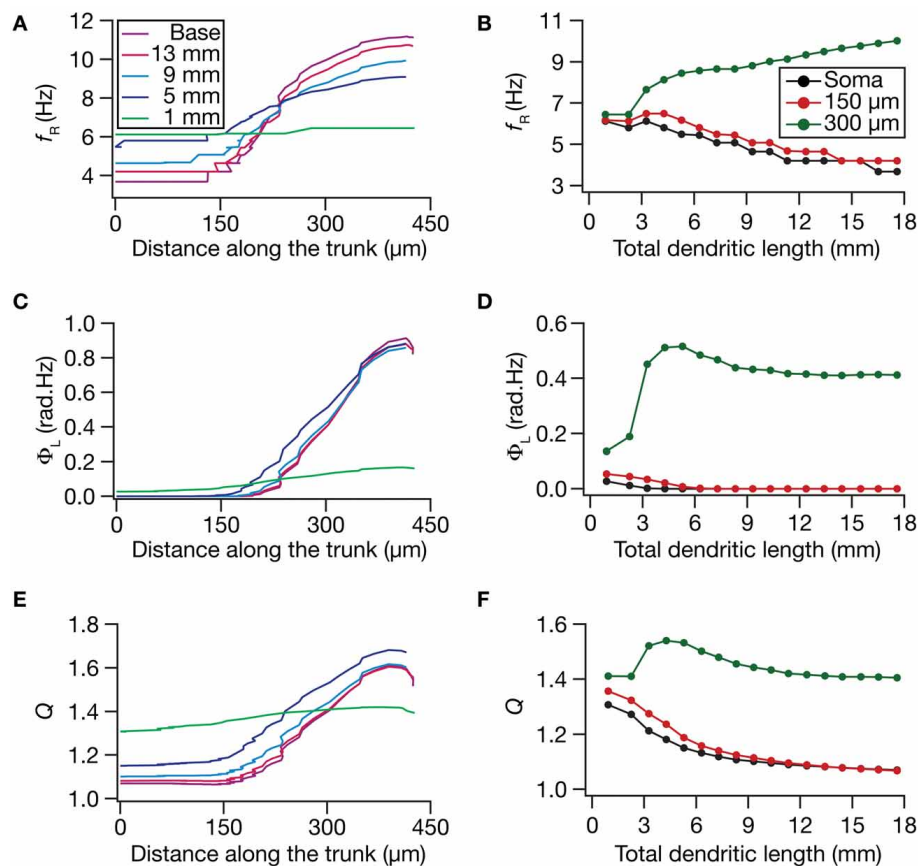 A
Base
13 mm
9 mm
5 mm
1 mm
12
10
8
6
4
fR (Hz)
0
150
300
450
Distance along the trunk (µm)
B
11
9
7
5
3
fR (Hz)
Soma
150 µm
300 µm
0
3
6
9
12
15
18
Total dendritic length (mm)
C
1.0
0.8
0.6
0.4
0.2
0.0
ΦL (rad.Hz)
0
150
300
450
Distance along the trunk (µm)
D
0.6
0.4
0.2
0.0
ΦL (rad.Hz)
0
3
6
9
12
15
18
Total dendritic length (mm)
E
1.8
1.6
1.4
1.2
1.0
Q
0
150
300
450
Distance along the trunk (µm)
F
1.6
1.4
1.2
1.0
Q
0
3
6
9
12
15
18
Total dendritic length (mm)